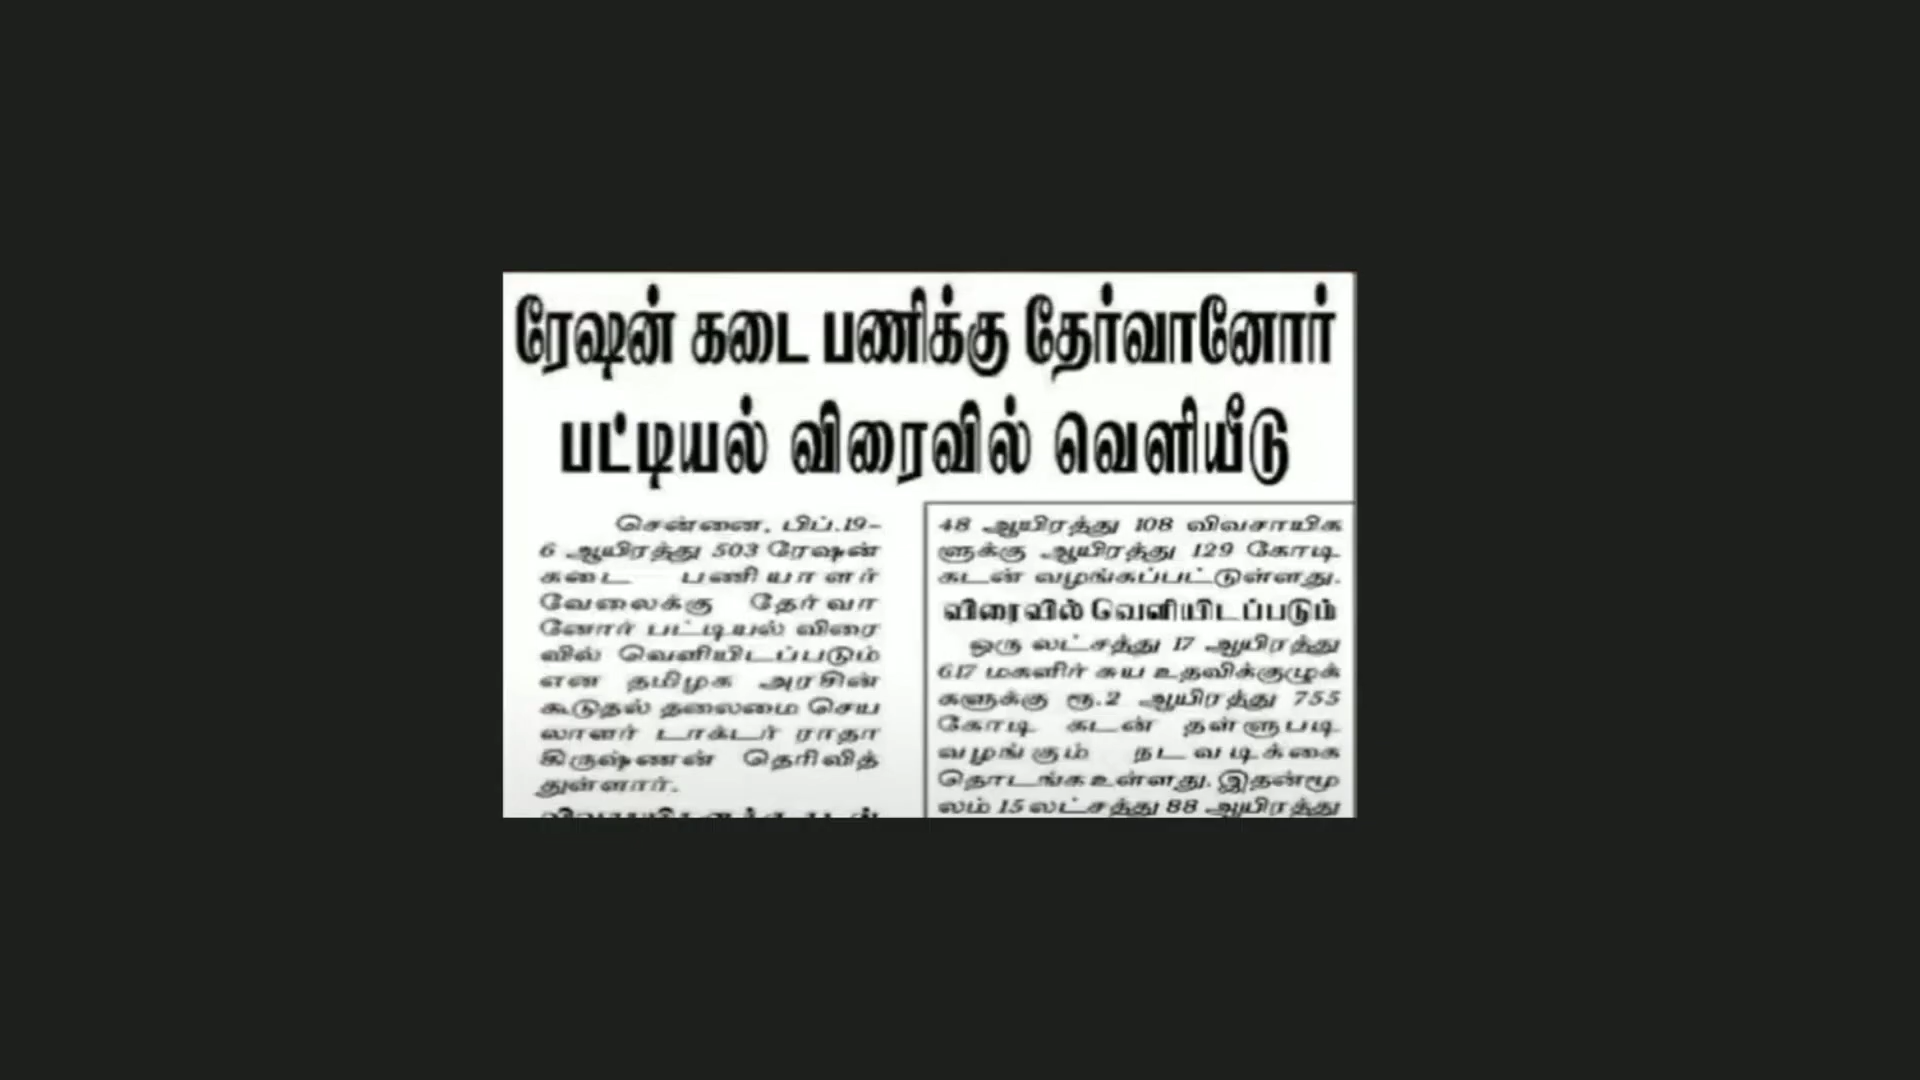 ரேஷன் கடை பணிக்கு தேர்வானோர்
பட்டியல் விரைவில் வெளியீடு
சென்னை, பிப்.19-
6 ஆயிரத்து 503 ரேஷன்
கடை பணியாளர்
வேலைக்கு தேர்வா
னோர் பட்டியல் விரை
வில் வெளியிடப்படும்
என தமிழக அரசின்
கூடுதல் தலைமை செய
லாளர் டாக்டர் ராதா
கிருஷ்ணன் தெரிவித்
துள்ளார்.
48 ஆயிரத்து 108 விவசாயிக
ளுக்கு ஆயிரத்து 129 கோடி
கடன் வழங்கப்பட்டுள்ளது.
விரைவில் வெளியிடப்படும்
ஒரு லட்சத்து 17 ஆயிரத்து
617 மகளிர் சுய உதவிக்குழுக்
களுக்கு ரூ.2 ஆயிரத்து 755
கோடி கடன் தள்ளுபடி
வழங்கும் நடவடிக்கை
தொடங்க உள்ளது. இதன்மூ
லம் 15 லட்சத்து 88 ஆயிரத்து